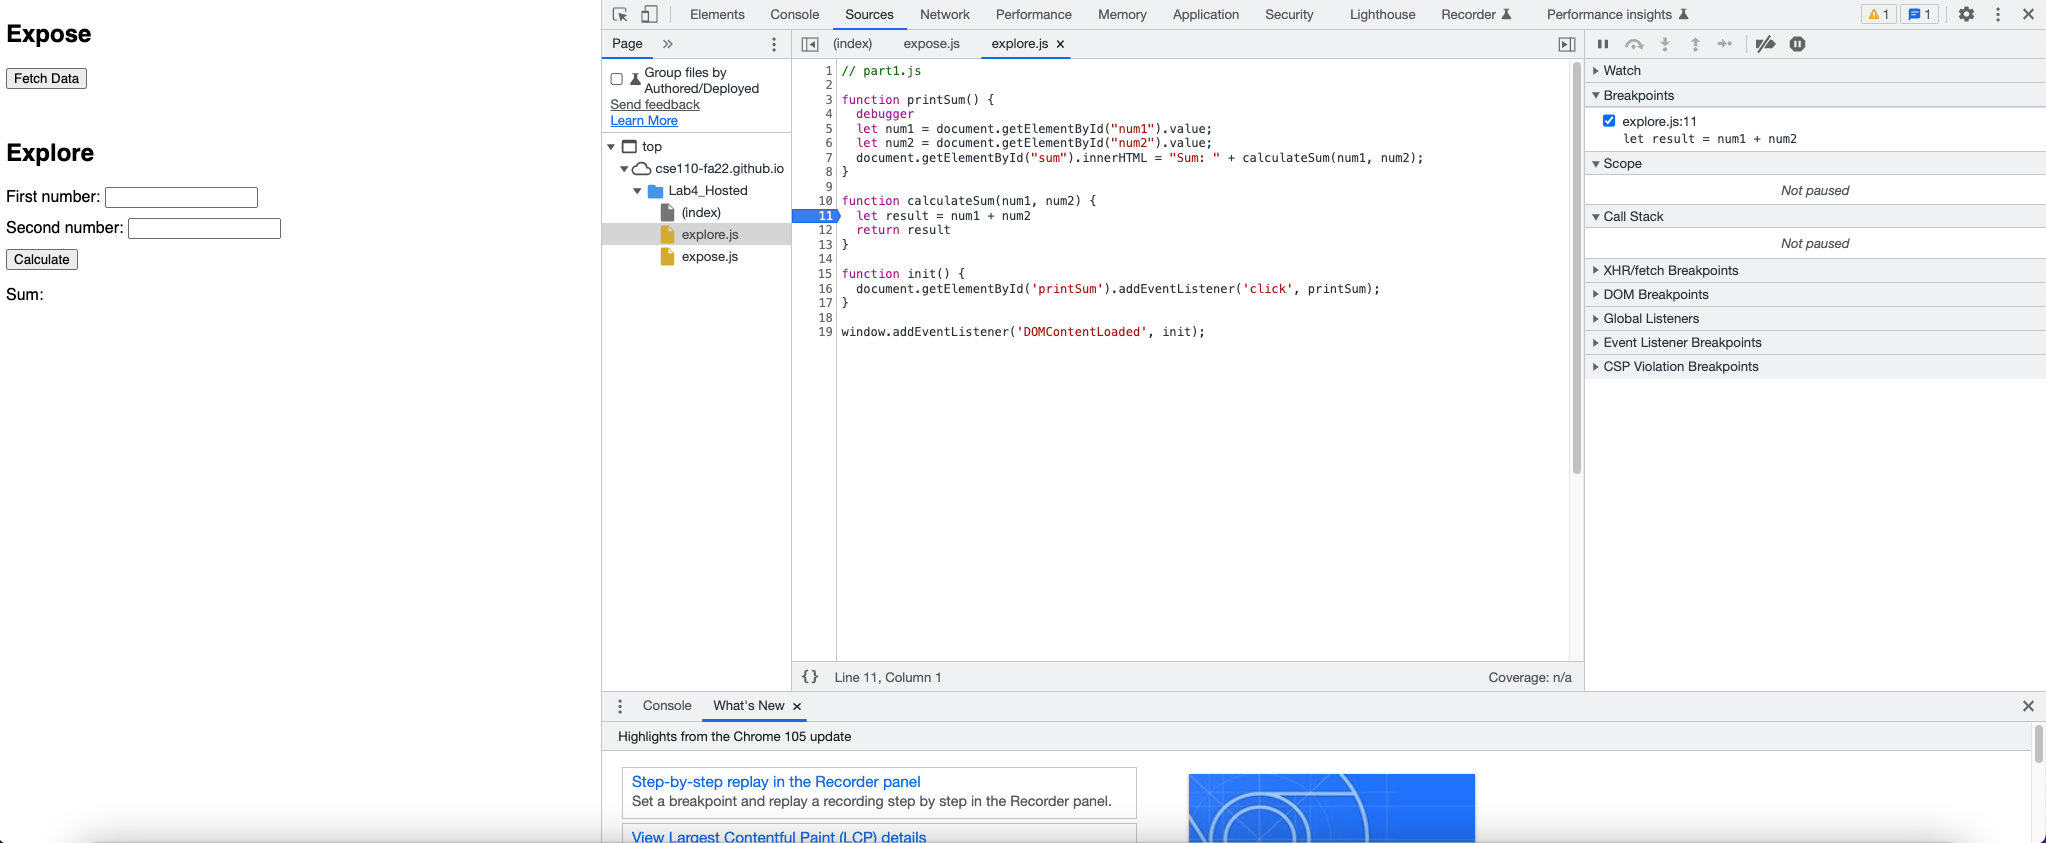 Expose
Fetch Data
Explore
First number:
Second number:
Calculate
Sum:
Elements Console Sources Network Performance Memory Application Security Lighthouse Recorder Performance insights 1 1
Page
Group files by
Authored/Deployed
Send feedback
Learn More
top
cse110-fa22.github.io
Lab4_Hosted
(index)
explore.js
expose.js
(index) expose.js explore.js
1 // part1.js
2
3 function printSum() {
4 debugger
5 let num1 = document.getElementById("num1").value;
6 let num2 = document.getElementById("num2").value;
7 document.getElementById("sum").innerHTML = "Sum: " + calculateSum(num1, num2);
8 }
9
10 function calculateSum(num1, num2) {
11 let result = num1 + num2
12 return result
13 }
14
15 function init() {
16 document.getElementById('printSum').addEventListener('click', printSum);
17 }
18
19 window.addEventListener('DOMContentLoaded', init);
{} Line 11, Column 1 Coverage: n/a
Watch
Breakpoints
explore.js:11
let result = num1 + num2
Scope
Not paused
Call Stack
Not paused
XHR/fetch Breakpoints
DOM Breakpoints
Global Listeners
Event Listener Breakpoints
CSP Violation Breakpoints
Console What's New
Highlights from the Chrome 105 update
Step-by-step replay in the Recorder panel
Set a breakpoint and replay a recording step by step in the Recorder panel.
View Largest Contentful Paint (LCP) details